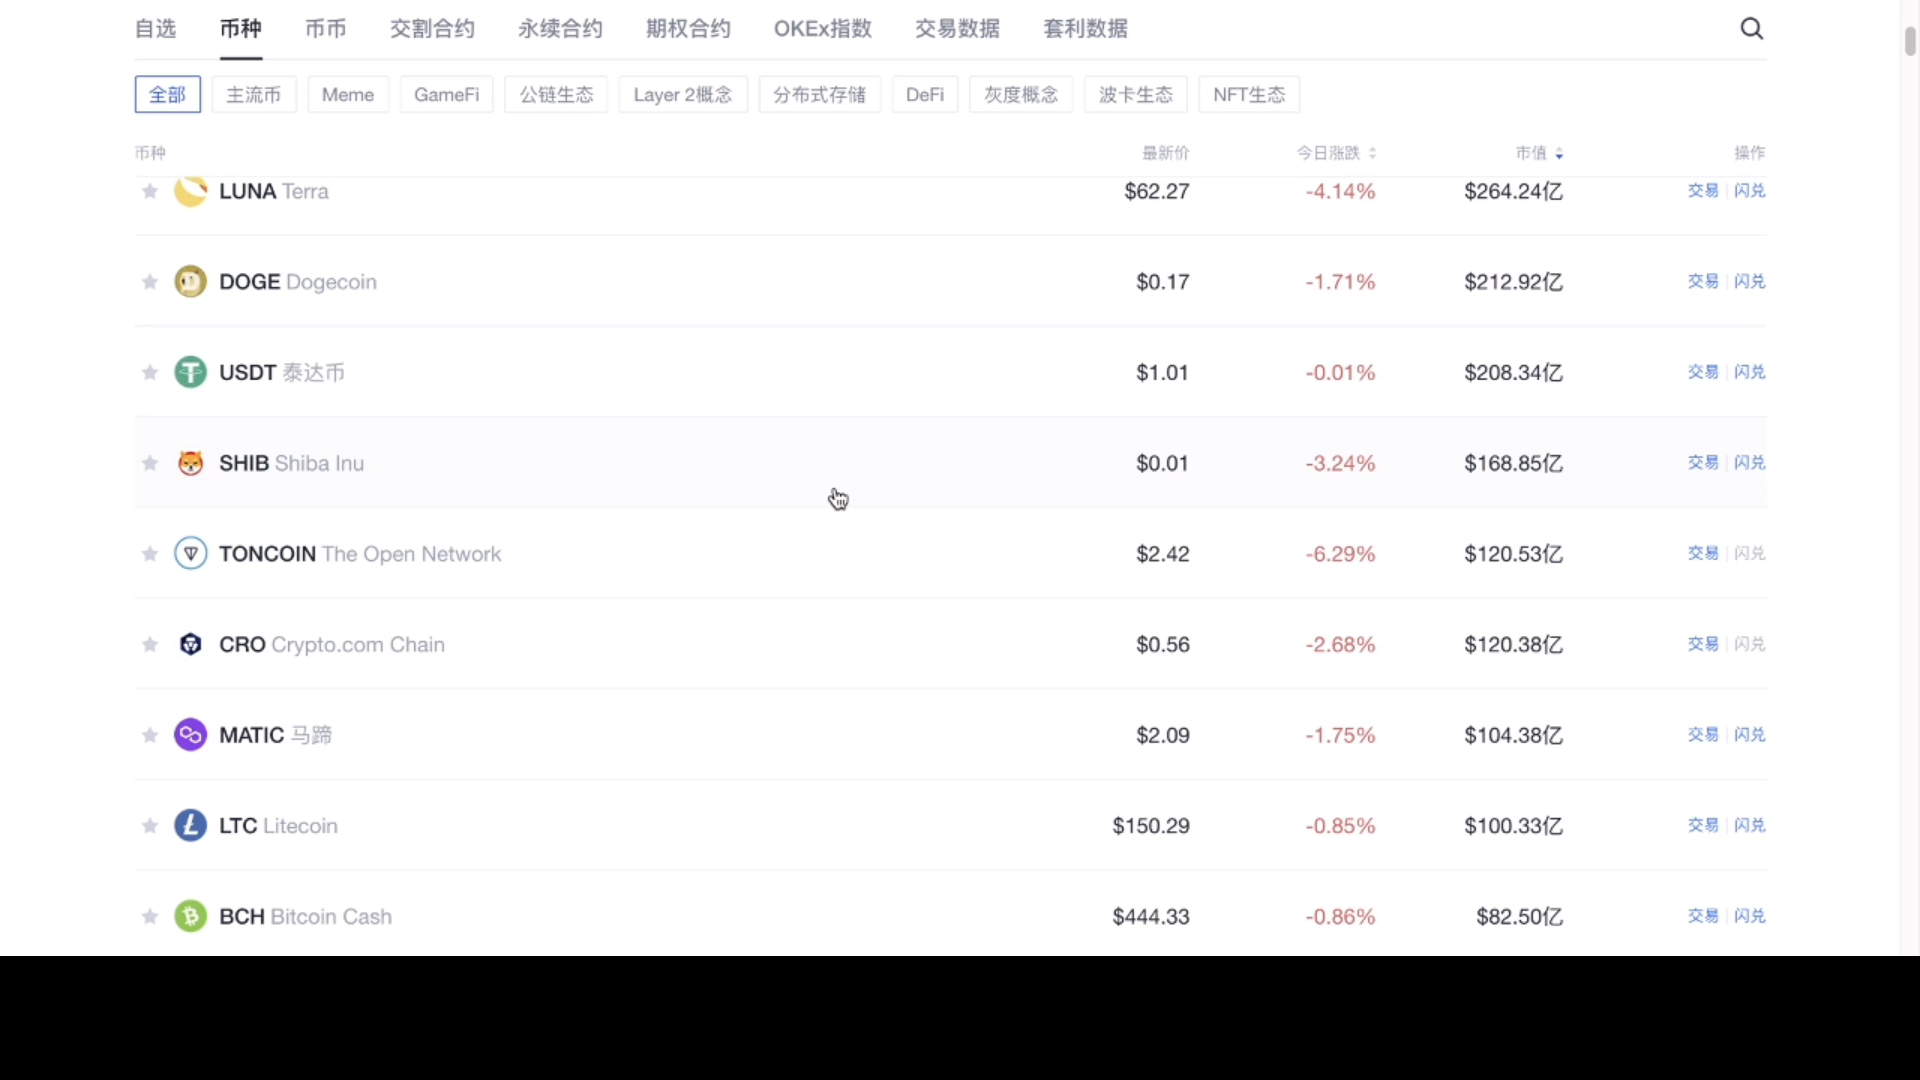 自选 币种 币币 交割合约 永续合约 期权合约 OKEx指数 交易数据 套利数据
全部 主流币 Meme GameFi 公链生态 Layer 2概念 分布式存储 DeFi 灰度概念 波卡生态 NFT生态
币种 最新价 今日涨跌 市值 操作
LUNA Terra $62.27 -4.14% $264.24亿 交易 闪兑
DOGE Dogecoin $0.17 -1.71% $212.92亿 交易 闪兑
USDT 泰达币 $1.01 -0.01% $208.34亿 交易 闪兑
SHIB Shiba Inu $0.01 -3.24% $168.85亿 交易 闪兑
TONCOIN The Open Network $2.42 -6.29% $120.53亿 交易 闪兑
CRO Crypto.com Chain $0.56 -2.68% $120.38亿 交易 闪兑
MATIC 马蹄 $2.09 -1.75% $104.38亿 交易 闪兑
LTC Litecoin $150.29 -0.85% $100.33亿 交易 闪兑
BCH Bitcoin Cash $444.33 -0.86% $82.50亿 交易 闪兑